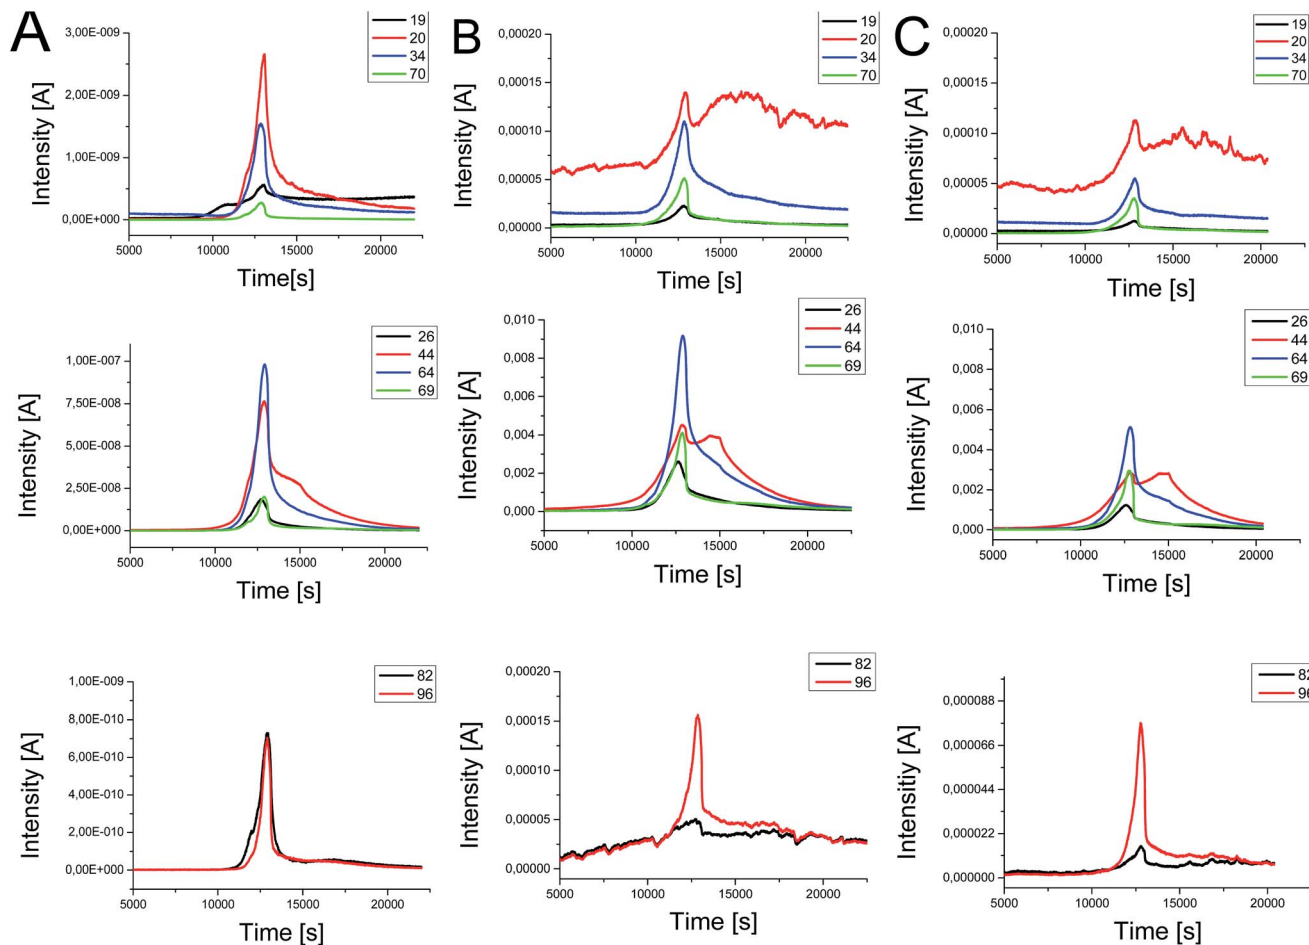 A
3,00E-009
2,00E-009
1,00E-009
0,00E+000
Intensity [A]
5000 10000 15000 20000
Time[s]
19
20
34
70
B
0,00020
0,00015
0,00010
0,00005
0,00000
Intensity [A]
5000 10000 15000 20000
Time [s]
19
20
34
70
C
0,00020
0,00015
0,00010
0,00005
0,00000
Intensitiy [A]
5000 10000 15000 20000
Time [s]
19
20
34
70
1,00E-007
7,50E-008
5,00E-008
2,50E-008
0,00E+000
Intensity [A]
5000 10000 15000 20000
Time [s]
26
44
64
69
0,010
0,008
0,006
0,004
0,002
0,000
Intensity [A]
5000 10000 15000 20000
Time [s]
26
44
64
69
0,010
0,008
0,006
0,004
0,002
0,000
Intensitiy [A]
5000 10000 15000 20000
Time [s]
26
44
64
69
1,00E-009
8,00E-010
6,00E-010
4,00E-010
2,00E-010
0,00E+000
Intensity [A]
5000 10000 15000 20000
Time [s]
82
96
0,00020
0,00015
0,00010
0,00005
0,00000
Intensity [A]
5000 10000 15000 20000
Time [s]
82
96
0,000088
0,000066
0,000044
0,000022
0,000000
Intensitiy [A]
5000 10000 15000 20000
Time [s]
82
96